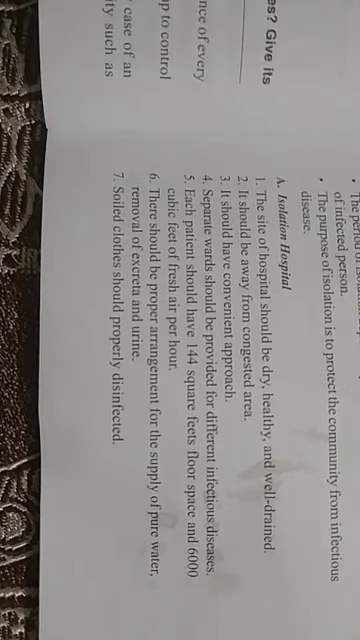 es? Give its
nce of every
up to control
case of an
ity such as
• The period of
of infected person.
• The purpose of isolation is to protect the community from infectious
disease.
A. Isolation Hospital
1. The site of hospital should be dry, healthy, and well-drained.
2. It should be away from congested area.
3. It should have convenient approach.
4. Separate wards should be provided for different infectious diseases.
5. Each patient should have 144 square feets floor space and 6000
cubic feet of fresh air per hour.
6. There should be proper arrangement for the supply of pure water,
removal of excreta and urine.
7. Soiled clothes should properly disinfected.